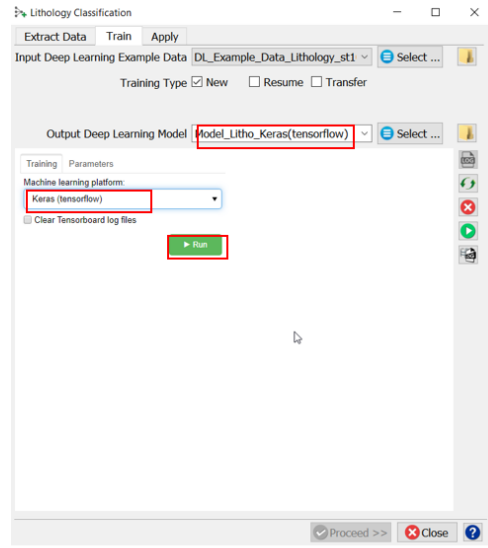 Lithology Classification
Extract Data Train Apply
Input Deep Learning Example Data DL_Example_Data_Lithology_st1 Select ...
Training Type New Resume Transfer
Output Deep Learning Model Model_Litho_Keras(tensorflow) Select ...
Training Parameters
Machine learning platform:
Keras (tensorflow)
Clear Tensorboard log files
Run
Proceed >> Close ?